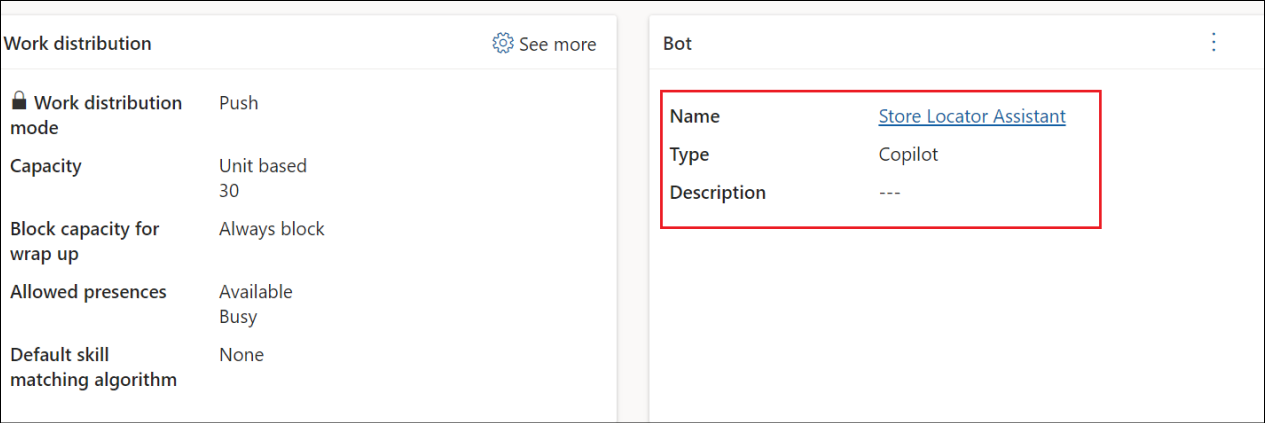 Work distribution
See more
Work distribution Push
mode
Capacity Unit based
30
Block capacity for Always block
wrap up
Allowed presences Available
Busy
Default skill None
matching algorithm
Bot
Name Store Locator Assistant
Type Copilot
Description ---